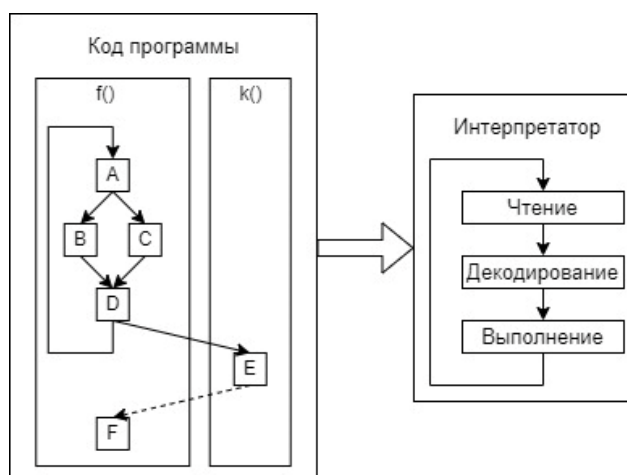 Код программы
f()
k()
A
B
C
D
E
F
Интерпретатор
Чтение
Декодирование
Выполнение